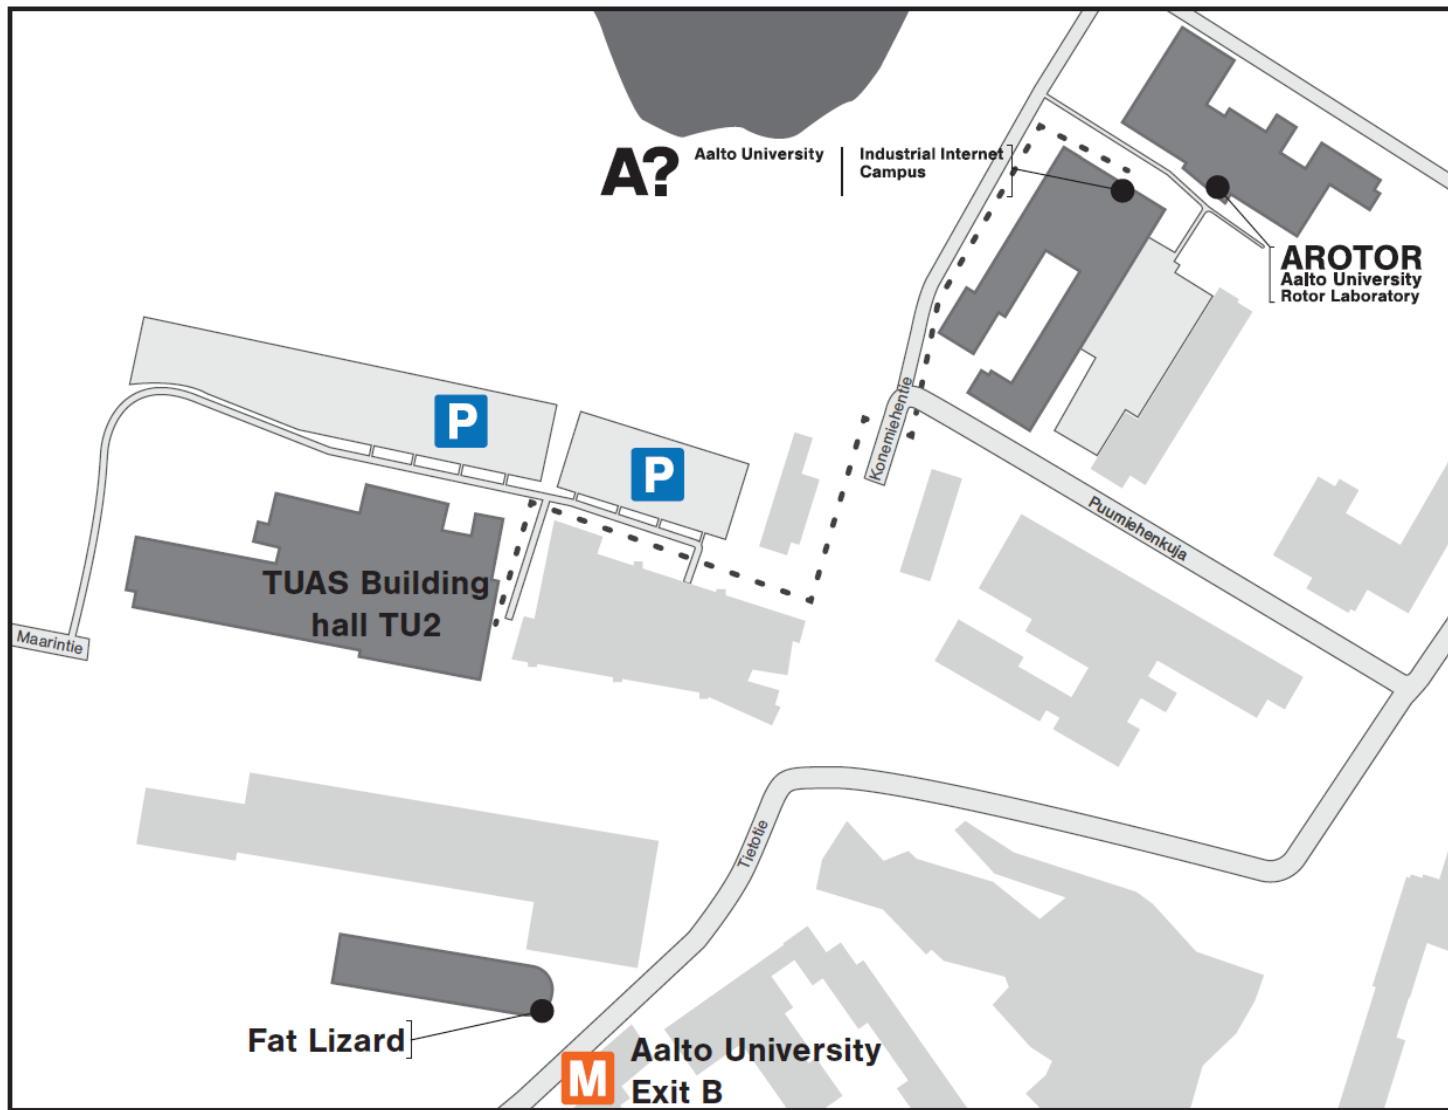 A? Aalto University | Industrial Internet
Campus
AROTOR
Aalto University
Rotor Laboratory
Konemiehentie
P
P
Puumiehenkuja
TUAS Building
hall TU2
Maarintie
Tietotie
Fat Lizard
M Aalto University
Exit B